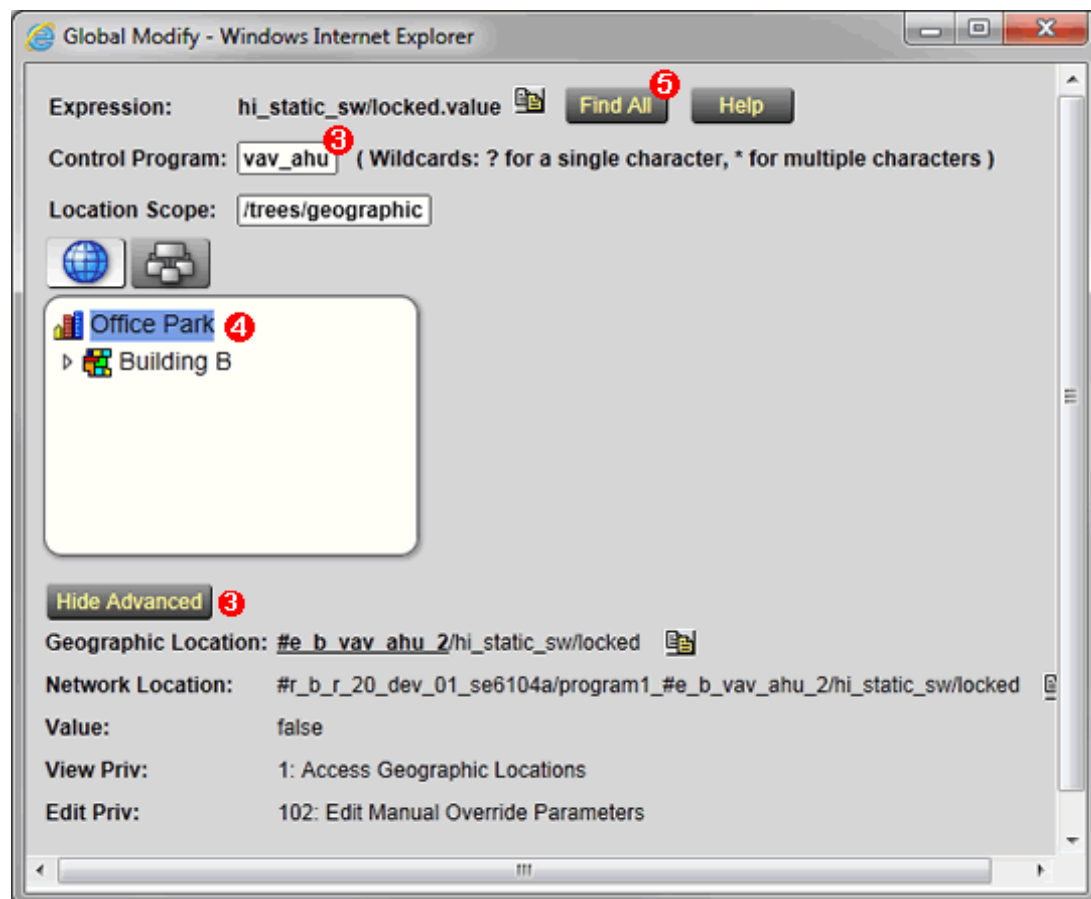 Global Modify - Windows Internet Explorer
Expression: hi_static_sw/locked.value Find All 5 Help
Control Program: vav_ahu 3 ( Wildcards: ? for a single character, * for multiple characters )
Location Scope: /trees/geographic
Office Park 4
Building B
Hide Advanced 3
Geographic Location: #e_b_vav_ahu_2/hi_static_sw/locked
Network Location: #r_b_r_20_dev_01_se6104a/program1_#e_b_vav_ahu_2/hi_static_sw/locked
Value: false
View Priv: 1: Access Geographic Locations
Edit Priv: 102: Edit Manual Override Parameters